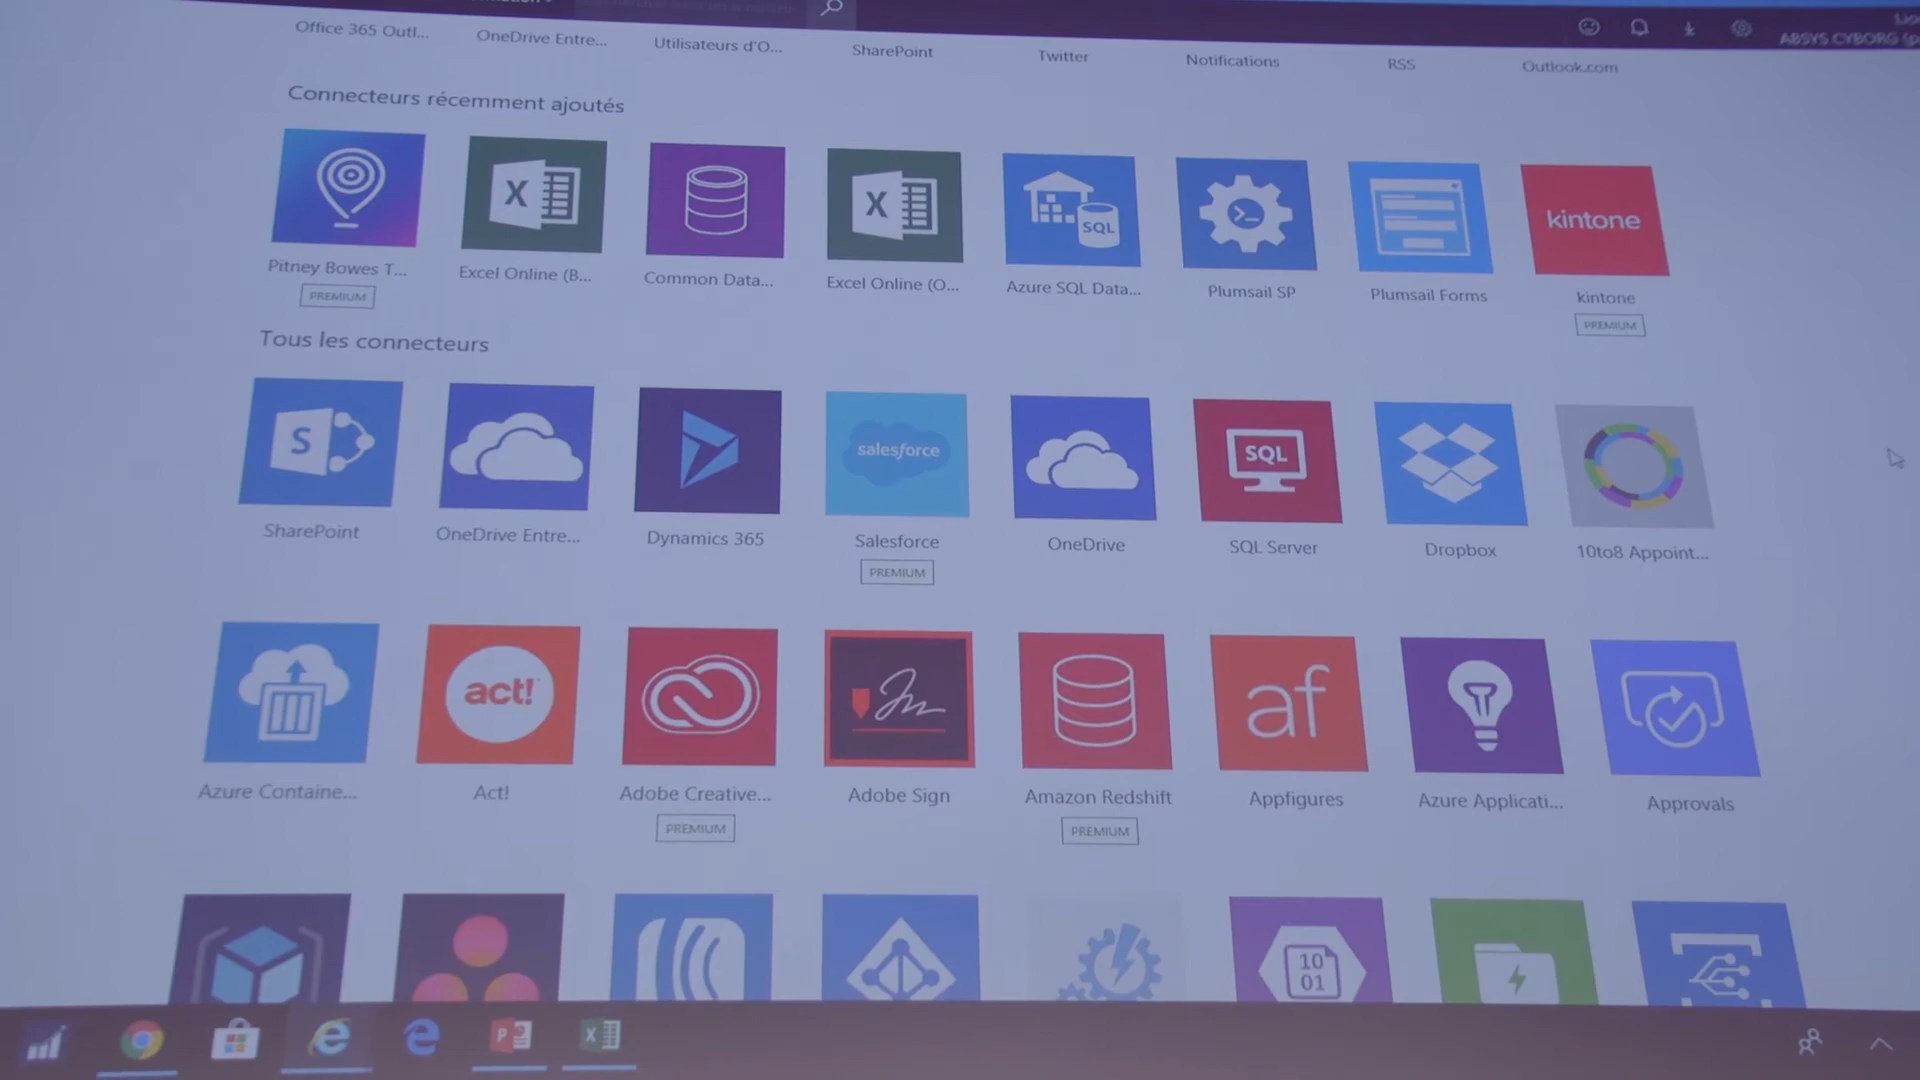 ABSYS CYBORG
Office 365 Outl...
OneDrive Entre...
Utilisateurs d'O...
SharePoint
Twitter
Notifications
RSS
Outlook.com
Connecteurs récemment ajoutés
X
X
SQL
kintone
Pitney Bowes T...
Excel Online (B...
Common Data...
Excel Online (O...
Azure SQL Data...
Plumsail SP
Plumsail Forms
kintone
PREMIUM
PREMIUM
Tous les connecteurs
S
salesforce
SQL
SharePoint
OneDrive Entre...
Dynamics 365
Salesforce
OneDrive
SQL Server
Dropbox
10to8 Appoint...
PREMIUM
act!
af
Azure Containe...
Act!
Adobe Creative...
Adobe Sign
Amazon Redshift
Appfigures
Azure Applicati...
Approvals
PREMIUM
PREMIUM
10
01